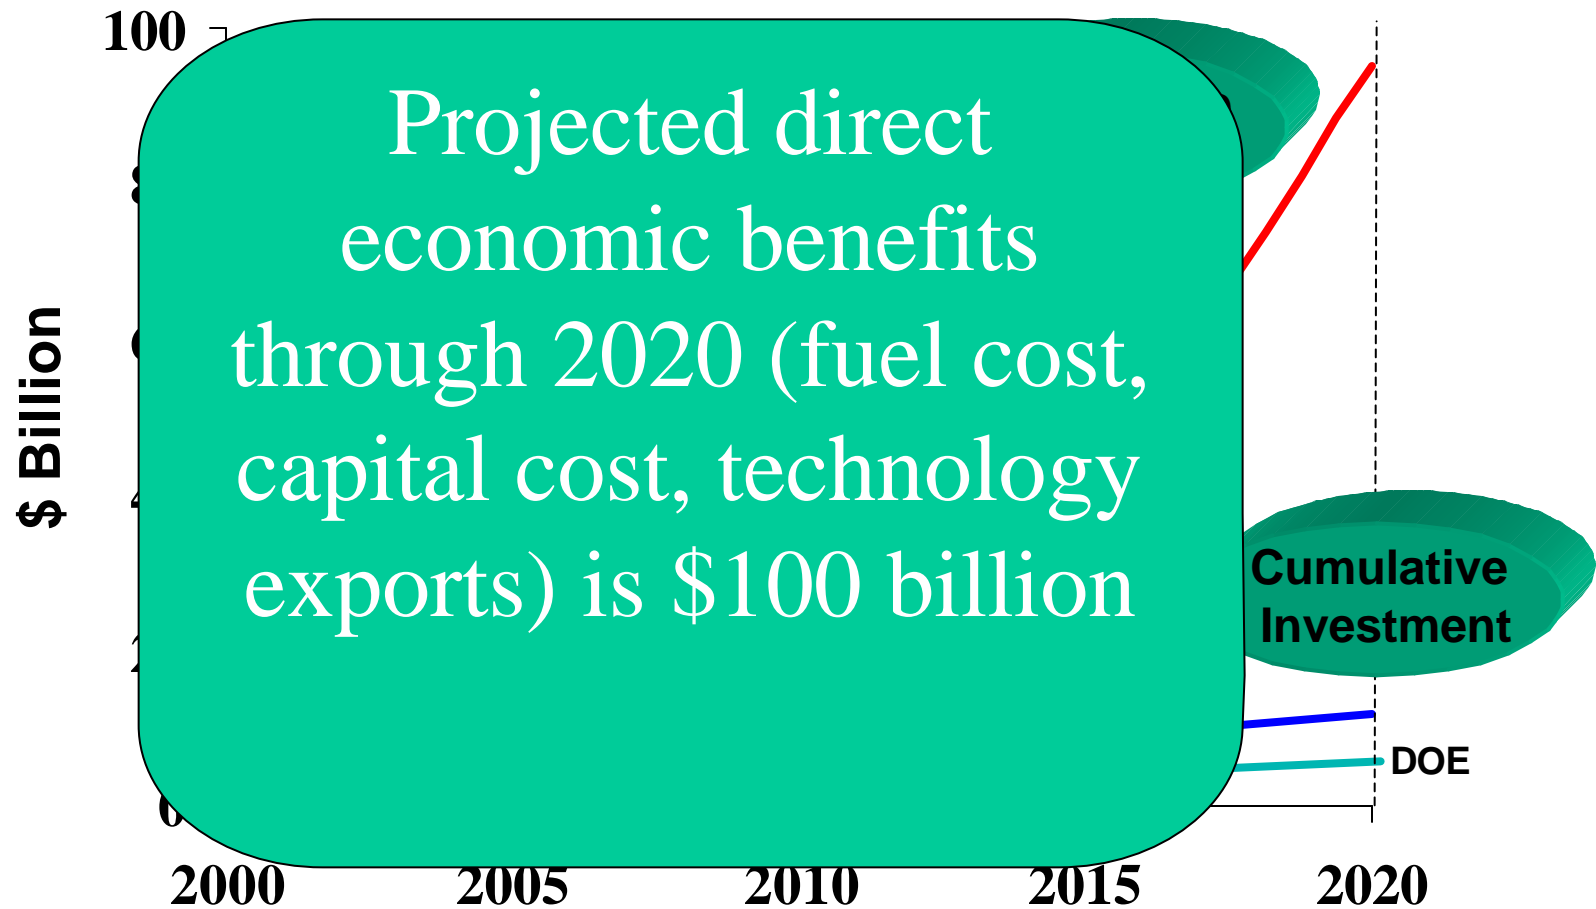 100
Projected direct
economic benefits
through 2020 (fuel cost,
capital cost, technology
exports) is $100 billion
$ Billion
Cumulative
Investment
DOE
0
2000 2005 2010 2015 2020